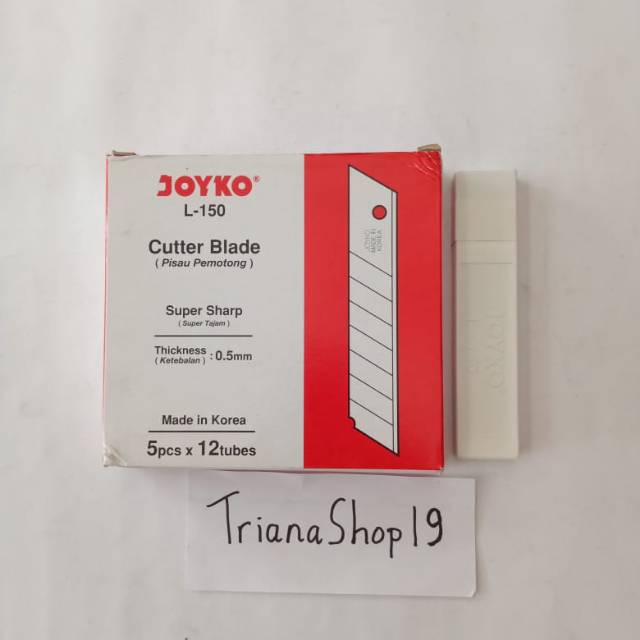 JOYKO®
L-150
Cutter Blade
( Pisau Pemotong )
Super Sharp
( Super Tajam )
Thickness : 0.5mm
( Ketebalan )
Made in Korea
5pcs x 12tubes
JOYKO
MADE IN
KOREA
JOYKO
TrianaShop19